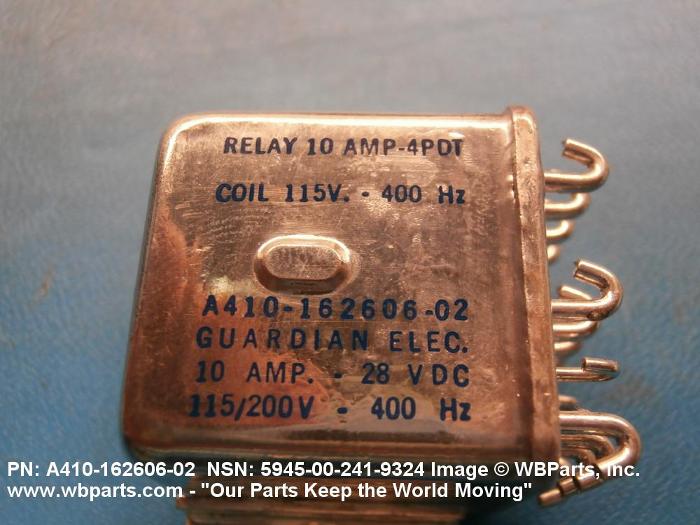 RELAY 10 AMP-4PDT
COIL 115V. - 400 Hz
A410-162606-02
GUARDIAN ELEC.
10 AMP. - 28 VDC
115/200V - 400 Hz
PN: A410-162606-02 NSN: 5945-00-241-9324 Image © WBParts, Inc.
www.wbparts.com - "Our Parts Keep the World Moving"